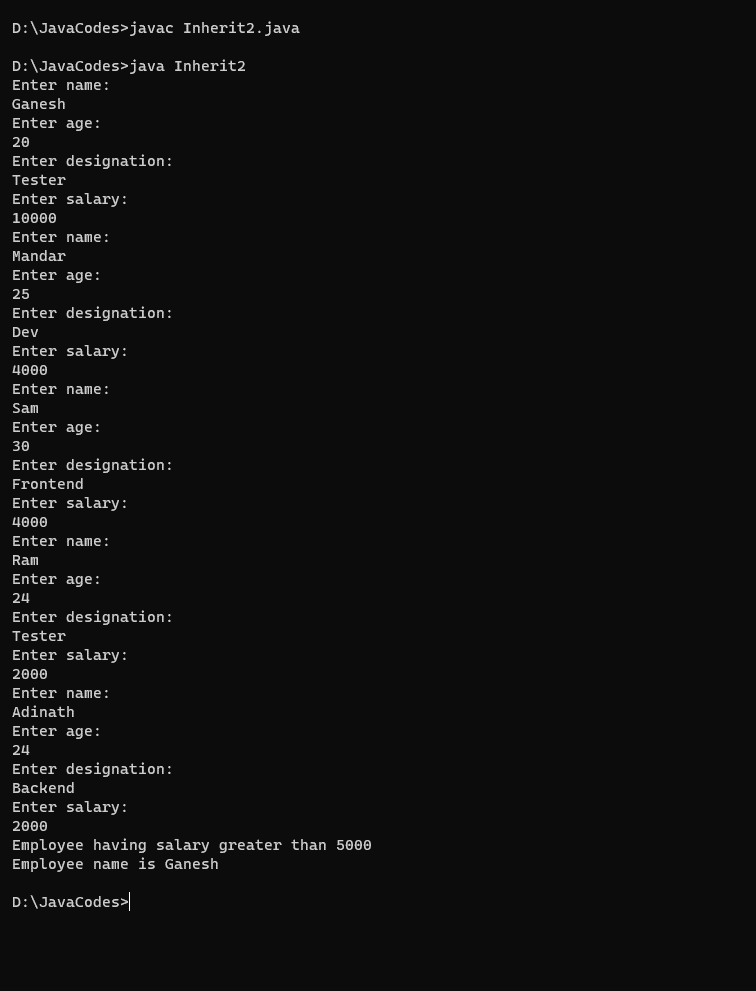 D:\JavaCodes>javac Inherit2.java
D:\JavaCodes>java Inherit2
Enter name:
Ganesh
Enter age:
20
Enter designation:
Tester
Enter salary:
10000
Enter name:
Mandar
Enter age:
25
Enter designation:
Dev
Enter salary:
4000
Enter name:
Sam
Enter age:
30
Enter designation:
Frontend
Enter salary:
4000
Enter name:
Ram
Enter age:
24
Enter designation:
Tester
Enter salary:
2000
Enter name:
Adinath
Enter age:
24
Enter designation:
Backend
Enter salary:
2000
Employee having salary greater than 5000
Employee name is Ganesh
D:\JavaCodes>